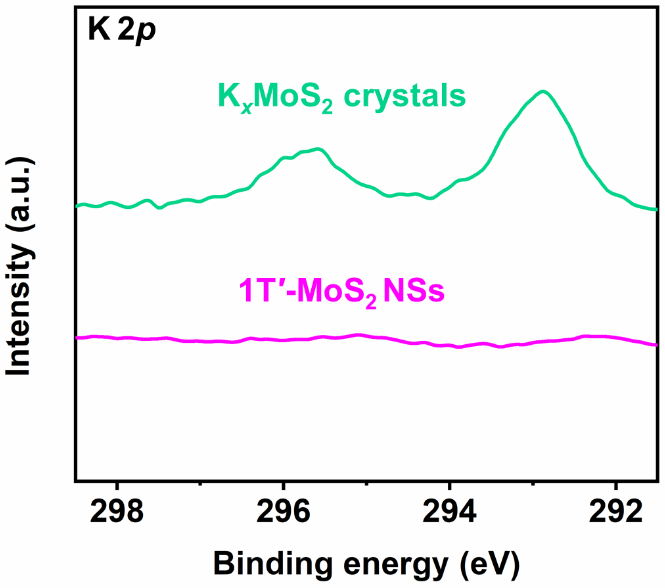 K 2p
KₓMoS₂ crystals
1T′-MoS₂ NSs
Intensity (a.u.)
298 296 294 292
Binding energy (eV)